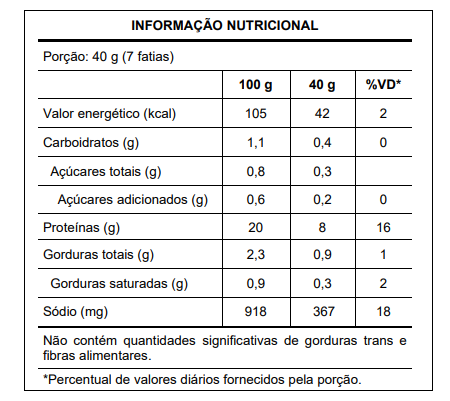 INFORMAÇÃO NUTRICIONAL
Porção: 40 g (7 fatias)
100 g 40 g %VD*
Valor energético (kcal) 105 42 2
Carboidratos (g) 1,1 0,4 0
Açúcares totais (g) 0,8 0,3
Açúcares adicionados (g) 0,6 0,2 0
Proteínas (g) 20 8 16
Gorduras totais (g) 2,3 0,9 1
Gorduras saturadas (g) 0,9 0,3 2
Sódio (mg) 918 367 18
Não contém quantidades significativas de gorduras trans e
fibras alimentares.
*Percentual de valores diários fornecidos pela porção.